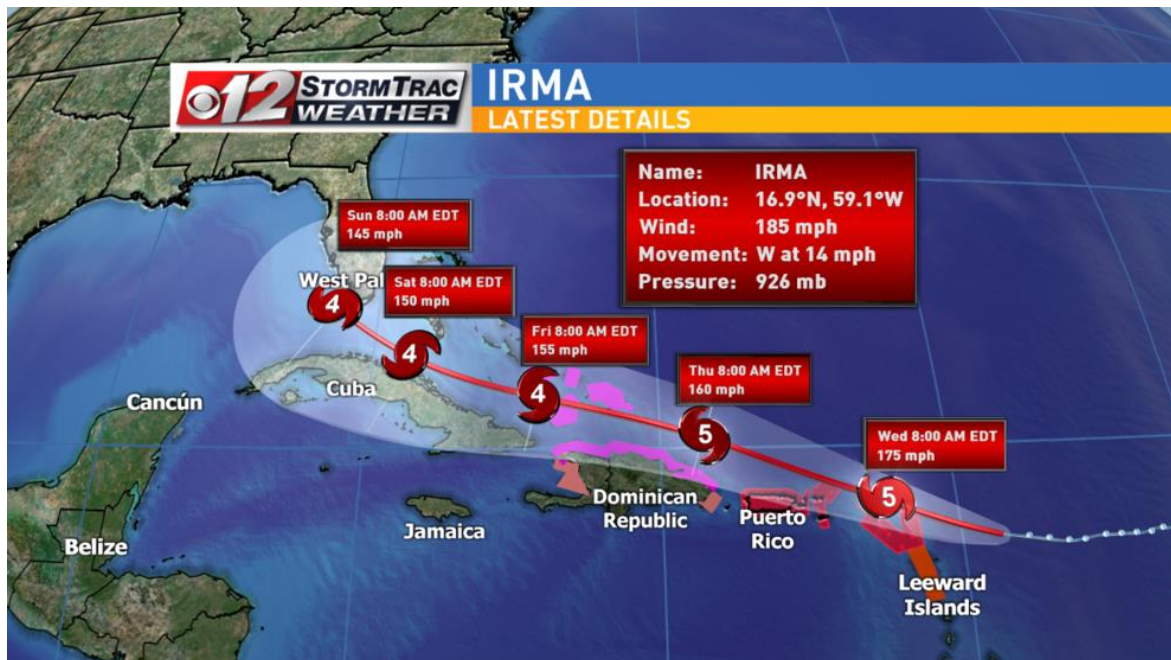 12 STORMTRAC
WEATHER
IRMA
LATEST DETAILS
Name: IRMA
Location: 16.9°N, 59.1°W
Wind: 185 mph
Movement: W at 14 mph
Pressure: 926 mb
Sun 8:00 AM EDT
145 mph
West Pal
Sat 8:00 AM EDT
150 mph
4
Fri 8:00 AM EDT
155 mph
4
Thu 8:00 AM EDT
160 mph
Cuba
4
Cancún
5
Wed 8:00 AM EDT
175 mph
5
Dominican
Republic
Puerto
Rico
Jamaica
Belize
Leeward
Islands